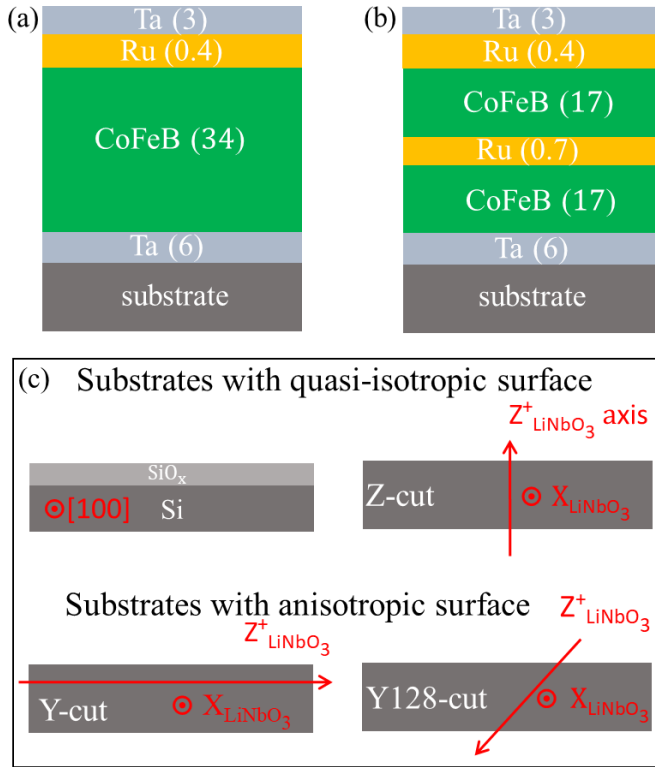 (a)
Ta (3)
Ru (0.4)
CoFeB (34)
Ta (6)
substrate
(b)
Ta (3)
Ru (0.4)
CoFeB (17)
Ru (0.7)
CoFeB (17)
Ta (6)
substrate
(c) Substrates with quasi-isotropic surface
SiOₓ
⊙[100] Si
Z⁺LiNbO₃ axis
Z-cut ⊙ XLiNbO₃
Substrates with anisotropic surface
Z⁺LiNbO₃
Y-cut ⊙ XLiNbO₃
Z⁺LiNbO₃
Y128-cut ⊙ XLiNbO₃